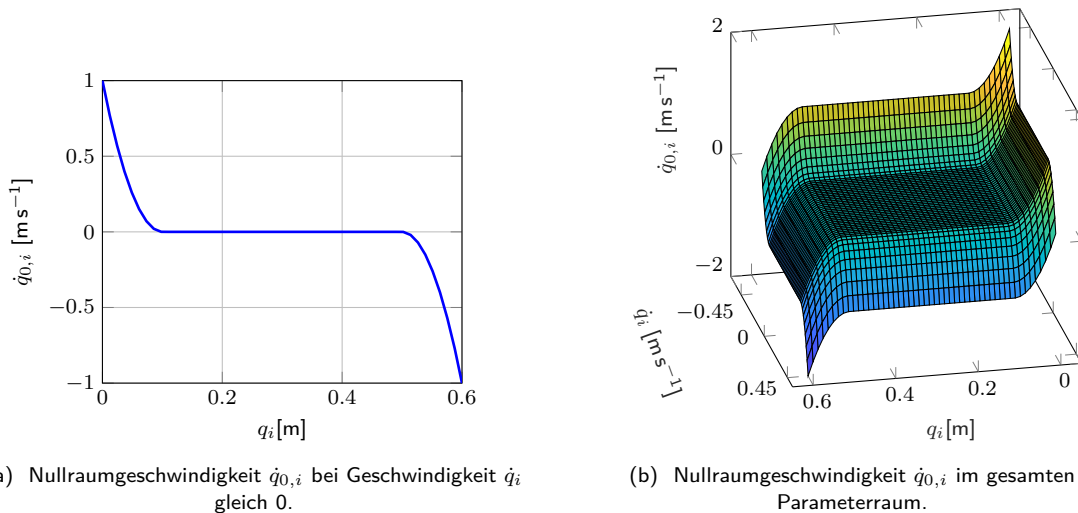 1
0.5
0
−0.5
−1
0
0.2
0.4
0.6
q̇₀,ᵢ [m s⁻¹]
qᵢ[m]
2
0
−2
q̇₀,ᵢ [m s⁻¹]
−0.45
0
0.45
q̇ᵢ [m s⁻¹]
0.6
0.4
0.2
0
qᵢ[m]
) Nullraumgeschwindigkeit q̇₀,ᵢ bei Geschwindigkeit q̇ᵢ
gleich 0.
(b) Nullraumgeschwindigkeit q̇₀,ᵢ im gesamten
Parameterraum.